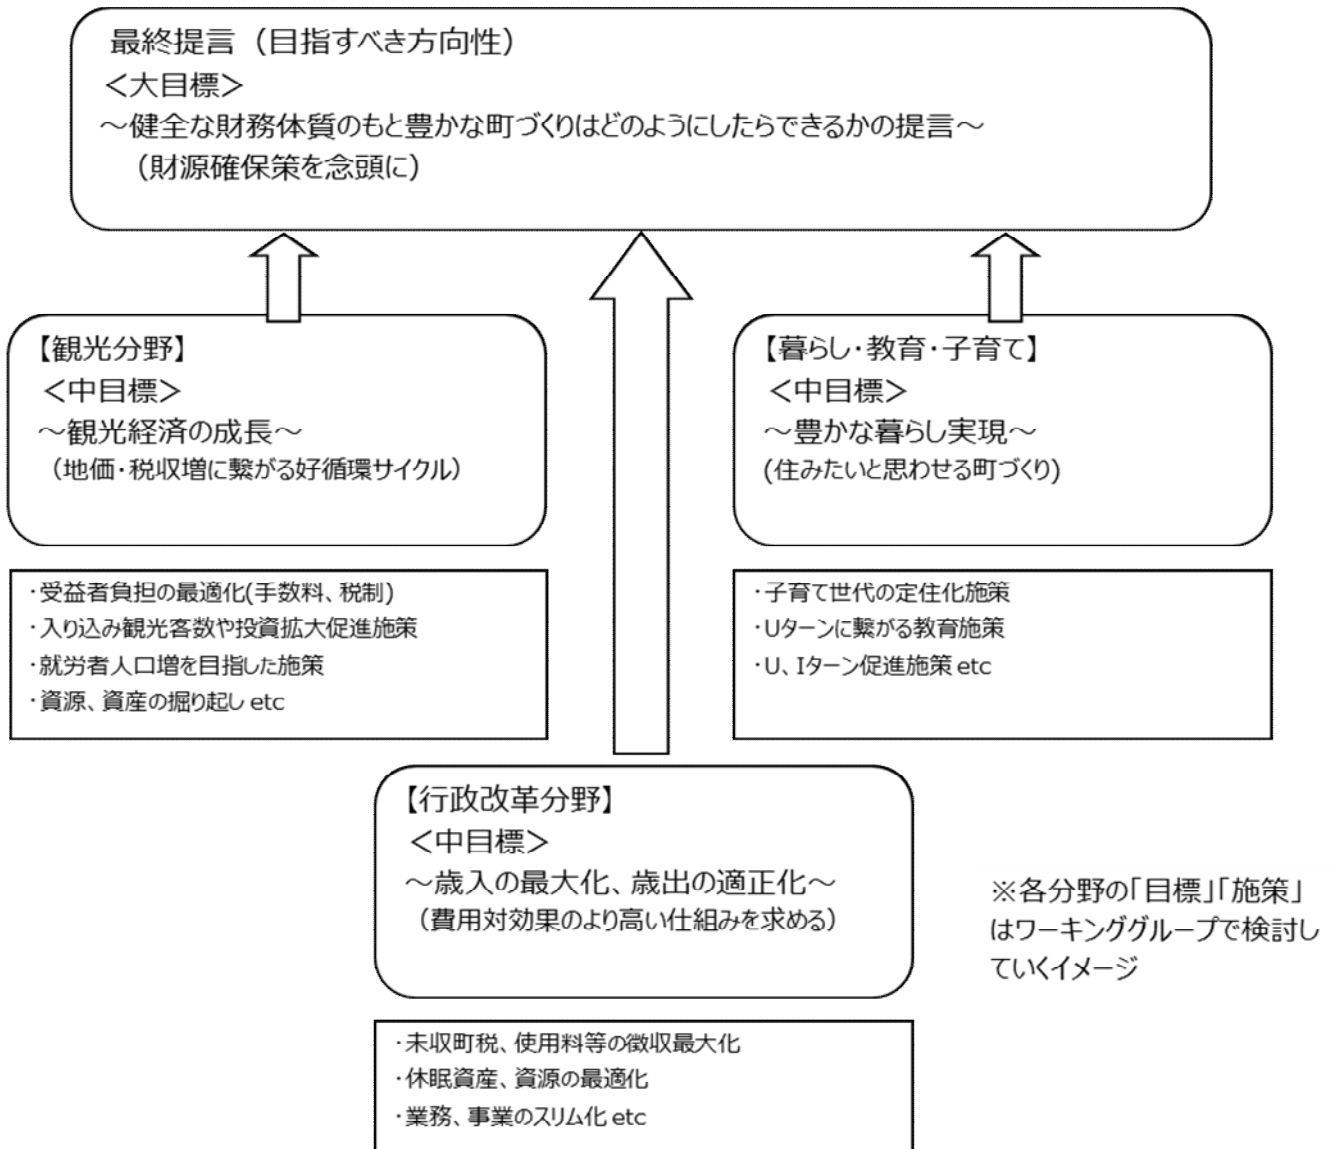 最終提言（目指すべき方向性）
＜大目標＞
～健全な財務体質のもと豊かな町づくりはどのようにしたらできるかの提言～
（財源確保策を念頭に）
【観光分野】
＜中目標＞
～観光経済の成長～
（地価・税収増に繋がる好循環サイクル）
・受益者負担の最適化(手数料、税制)
・入り込み観光客数や投資拡大促進施策
・就労者人口増を目指した施策
・資源、資産の掘り起し etc
【暮らし・教育・子育て】
＜中目標＞
～豊かな暮らし実現～
(住みたいと思わせる町づくり)
・子育て世代の定住化施策
・Uターンに繋がる教育施策
・U、Iターン促進施策 etc
【行政改革分野】
＜中目標＞
～歳入の最大化、歳出の適正化～
（費用対効果のより高い仕組みを求める）
・未収町税、使用料等の徴収最大化
・休眠資産、資源の最適化
・業務、事業のスリム化 etc
※各分野の「目標」「施策」
はワーキンググループで検討し
ていくイメージ